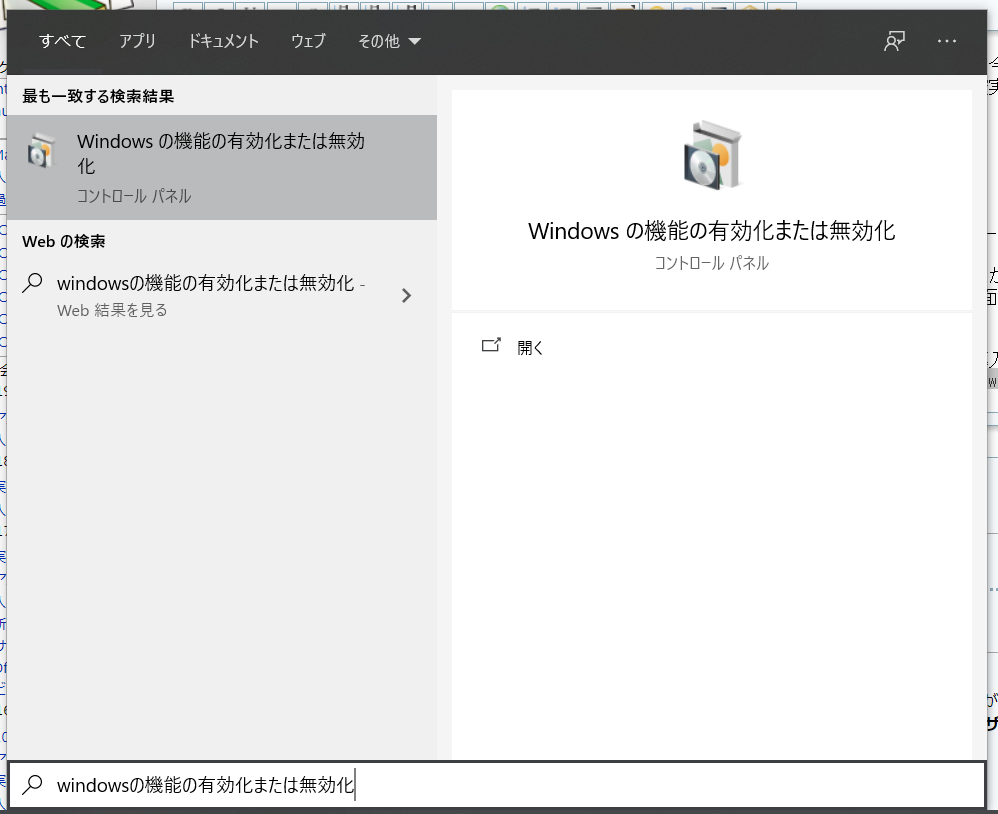 すべて アプリ ドキュメント ウェブ その他
最も一致する検索結果
Windows の機能の有効化または無効
化
コントロール パネル
Web の検索
windowsの機能の有効化または無効化 -
Web 結果を見る
Windows の機能の有効化または無効化
コントロール パネル
開く
windowsの機能の有効化または無効化